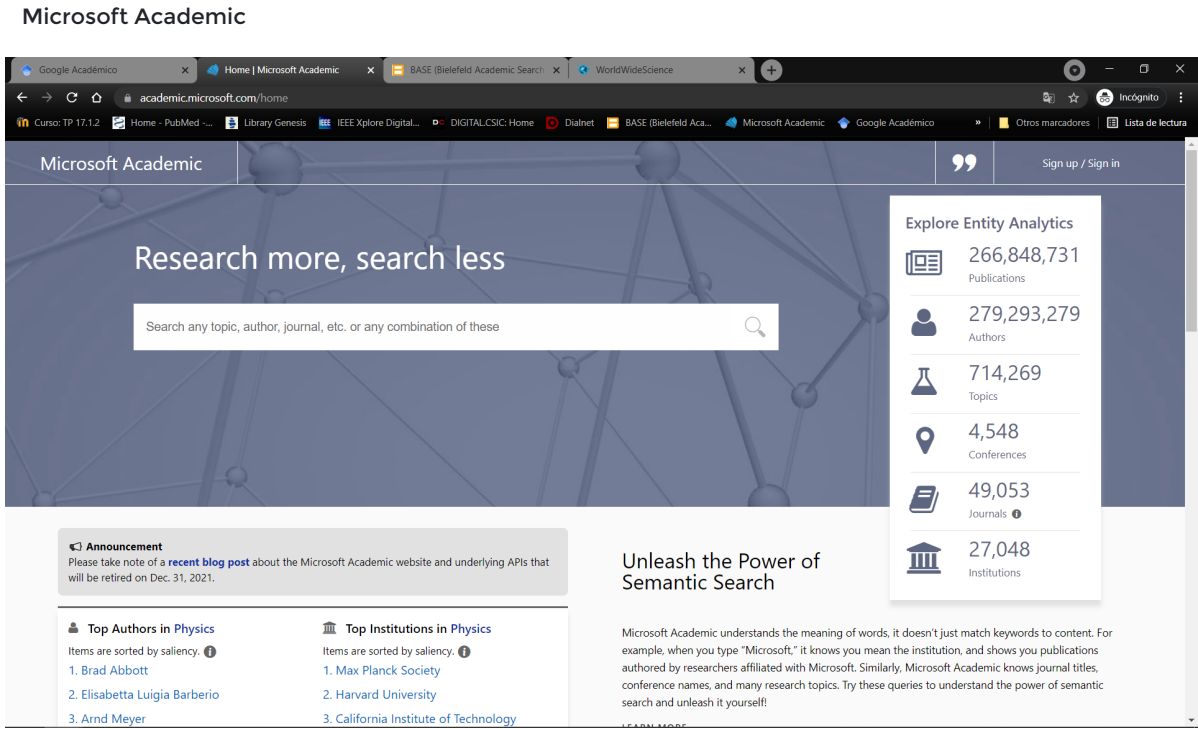 Microsoft Academic
Google Académico
Home | Microsoft Academic
BASE (Bielefeld Academic Search
WorldWideScience
academic.microsoft.com/home
Incógnito
Curso: TP 17.1.2
Home - PubMed -...
Library Genesis
IEEE Xplore Digital...
DIGITAL.CSIC: Home
Dialnet
BASE (Bielefeld Aca...
Microsoft Academic
Google Académico
»
Otros marcadores
Lista de lectura
Microsoft Academic
Sign up / Sign in
Research more, search less
Search any topic, author, journal, etc. or any combination of these
Explore Entity Analytics
266,848,731
Publications
279,293,279
Authors
714,269
Topics
4,548
Conferences
49,053
Journals
27,048
Institutions
Announcement
Please take note of a recent blog post about the Microsoft Academic website and underlying APIs that
will be retired on Dec. 31, 2021.
Top Authors in Physics
Items are sorted by saliency.
1. Brad Abbott
2. Elisabetta Luigia Barberio
3. Arnd Meyer
Top Institutions in Physics
Items are sorted by saliency.
1. Max Planck Society
2. Harvard University
3. California Institute of Technology
Unleash the Power of
Semantic Search
Microsoft Academic understands the meaning of words, it doesn't just match keywords to content. For
example, when you type "Microsoft," it knows you mean the institution, and shows you publications
authored by researchers affiliated with Microsoft. Similarly, Microsoft Academic knows journal titles,
conference names, and many research topics. Try these queries to understand the power of semantic
search and unleash it yourself!
LEARN MORE